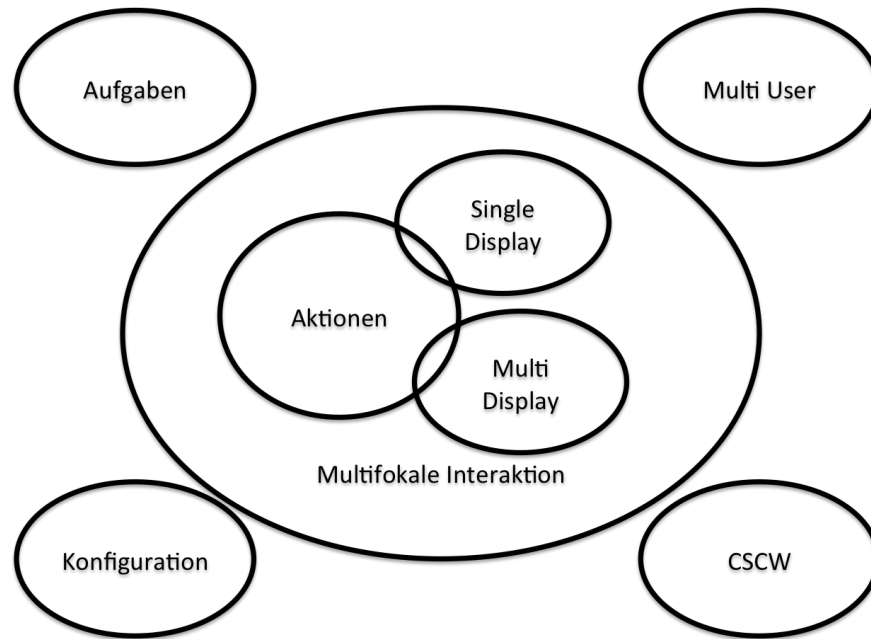 Aufgaben
Multi User
Single
Display
Aktionen
Multi
Display
Multifokale Interaktion
Konfiguration
CSCW